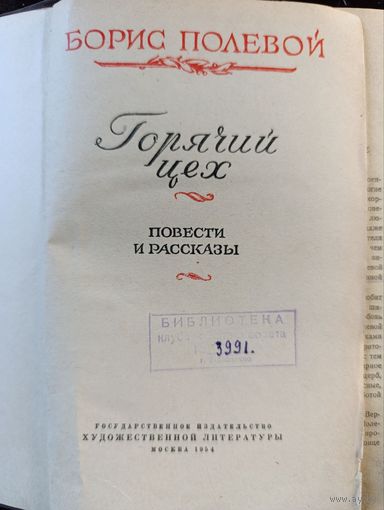 БОРИС ПОЛЕВОЙ
Горячий
цех
ПОВЕСТИ
И РАССКАЗЫ
БИБЛИОТЕКА
3991.
ГОСУДАРСТВЕННОЕ ИЗДАТЕЛЬСТВО
ХУДОЖЕСТВЕННОЙ ЛИТЕРАТУРЫ
МОСКВА 1954